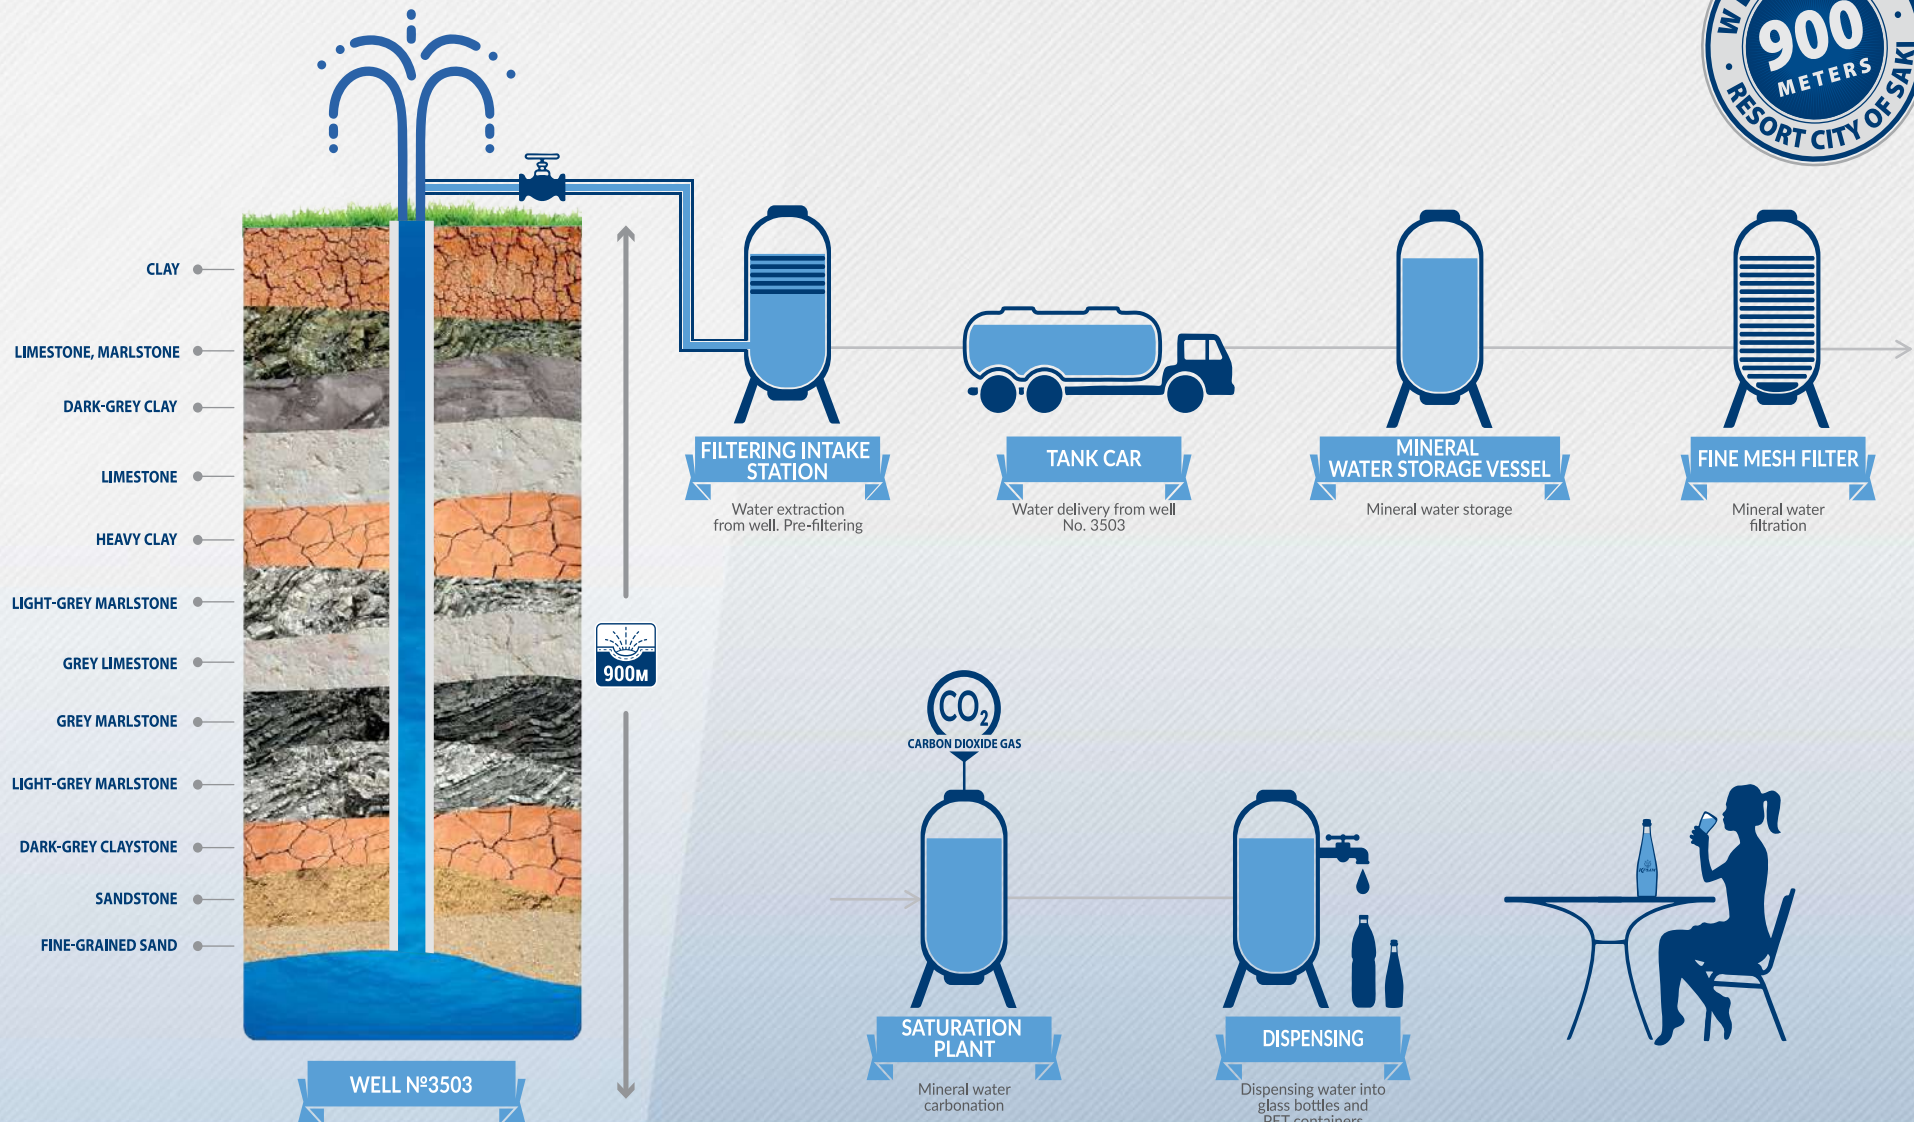 900
METERS
RESORT CITY OF SAKI
CLAY
LIMESTONE, MARLSTONE
DARK-GREY CLAY
LIMESTONE
HEAVY CLAY
LIGHT-GREY MARLSTONE
GREY LIMESTONE
GREY MARLSTONE
LIGHT-GREY MARLSTONE
DARK-GREY CLAYSTONE
SANDSTONE
FINE-GRAINED SAND
900м
WELL №3503
FILTERING INTAKE
STATION
Water extraction
from well. Pre-filtering
TANK CAR
Water delivery from well
No. 3503
MINERAL
WATER STORAGE VESSEL
Mineral water storage
FINE MESH FILTER
Mineral water
filtration
CO₂
CARBON DIOXIDE GAS
SATURATION
PLANT
Mineral water
carbonation
DISPENSING
Dispensing water into
glass bottles and
PET containers